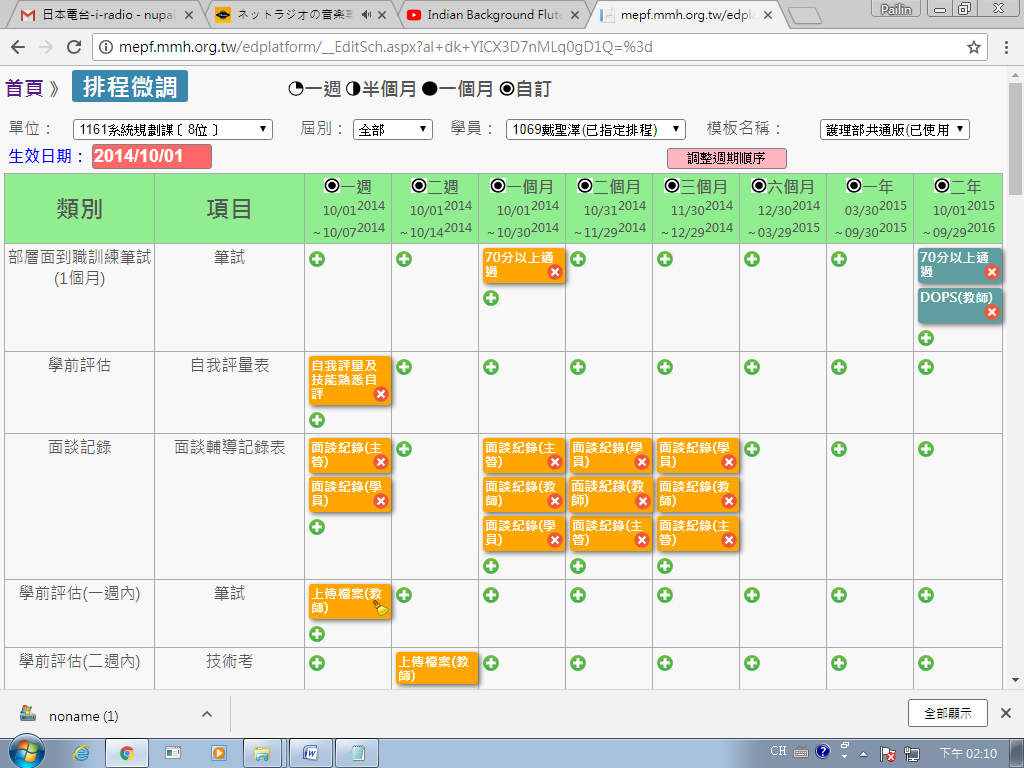 日本電台-i-radio - nupa
ネットラジオの音楽
Indian Background Flut
mepf.mmh.org.tw/edpl
Pailin
mepf.mmh.org.tw/edplatform/__EditSch.aspx?al+dk+YICX3D7nMLq0gD1Q=%3d
首頁 》 排程微調 一週 半個月 一個月 自訂
單位： 1161系統規劃課〔8位〕 屆別： 全部 學員： 1069戴聖澤(已指定排程) 模板名稱： 護理部共通版(已使用
生效日期： 2014/10/01 調整週期順序
類別 項目 一週 二週 一個月 二個月 三個月 六個月 一年 二年
10/01 2014 10/01 2014 10/01 2014 10/31 2014 11/30 2014 12/30 2014 03/30 2015 10/01 2015
~10/07 2014 ~10/14 2014 ~10/30 2014 ~11/29 2014 ~12/29 2014 ~03/29 2015 ~09/30 2015 ~09/29 2016
部層面到職訓練筆試
(1個月)
筆試
70分以上通
過
70分以上通
過
DOPS(教師)
學前評估 自我評量表
自我評量及
技能熟悉自
評
面談記錄 面談輔導記錄表
面談紀錄(主
管)
面談紀錄(學
員)
面談紀錄(主
管)
面談紀錄(教
師)
面談紀錄(學
員)
面談紀錄(學
員)
面談紀錄(教
師)
面談紀錄(主
管)
面談紀錄(學
員)
面談紀錄(教
師)
面談紀錄(主
管)
學前評估(一週內) 筆試
上傳檔案(教
師)
學前評估(二週內) 技術考
上傳檔案(教
師)
noname (1)
全部顯示
CH
下午 02:10